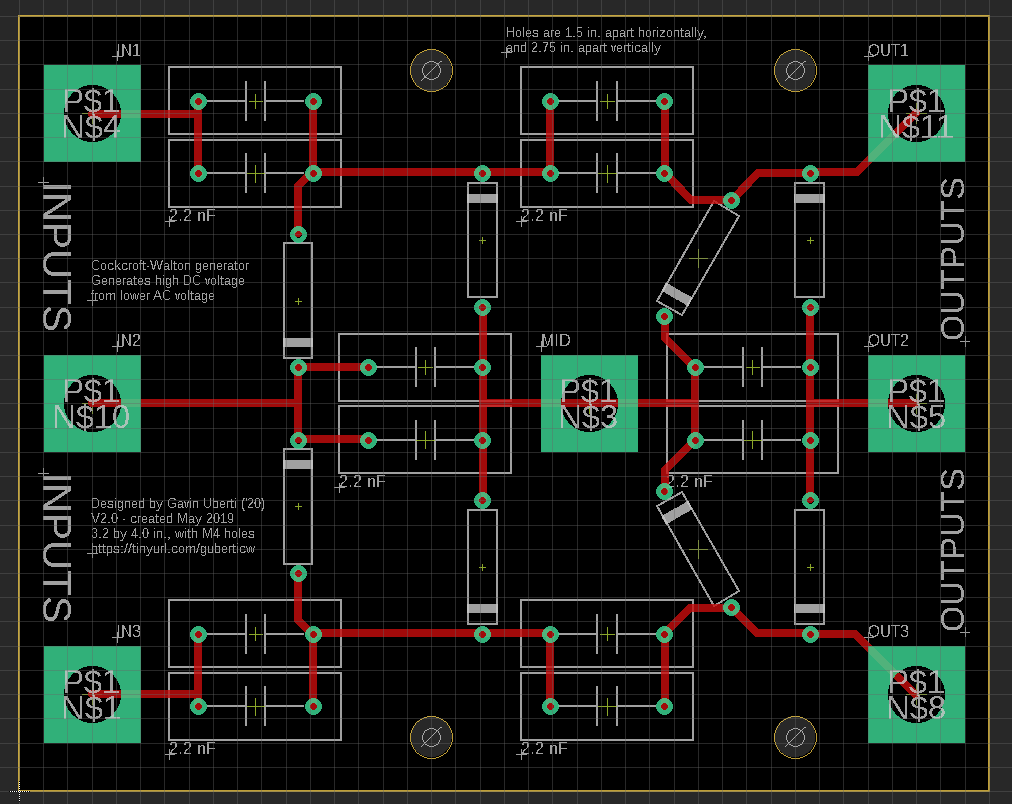 Holes are 1.5 in. apart horizontally,
and 2.75 in. apart vertically
IN1
OUT1
P$1
N$4
P$1
N$11
2.2 nF
2.2 nF
INPUTS
OUTPUTS
Cockcroft-Walton generator
Generates high DC voltage
from lower AC voltage
IN2
MID
OUT2
P$1
N$10
P$1
N$3
P$1
N$5
2.2 nF
2.2 nF
INPUTS
OUTPUTS
Designed by Gavin Uberti ('20)
V2.0 - created May 2019
3.2 by 4.0 in., with M4 holes
https://tinyurl.com/guberticw
IN3
OUT3
P$1
N$1
P$1
N$8
2.2 nF
2.2 nF